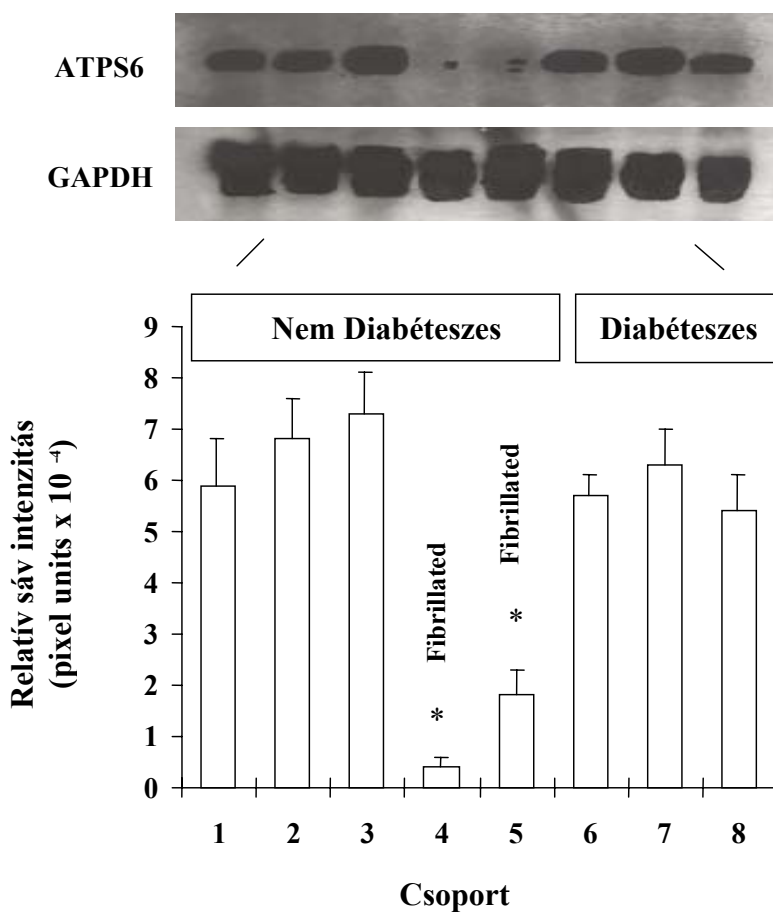 ATPS6
GAPDH
Nem Diabéteszes
Diabéteszes
Relatív sáv intenzitás
(pixel units x 10 -4)
9
8
7
6
5
4
3
2
1
0
Fibrillated
*
Fibrillated
*
1 2 3 4 5 6 7 8
Csoport